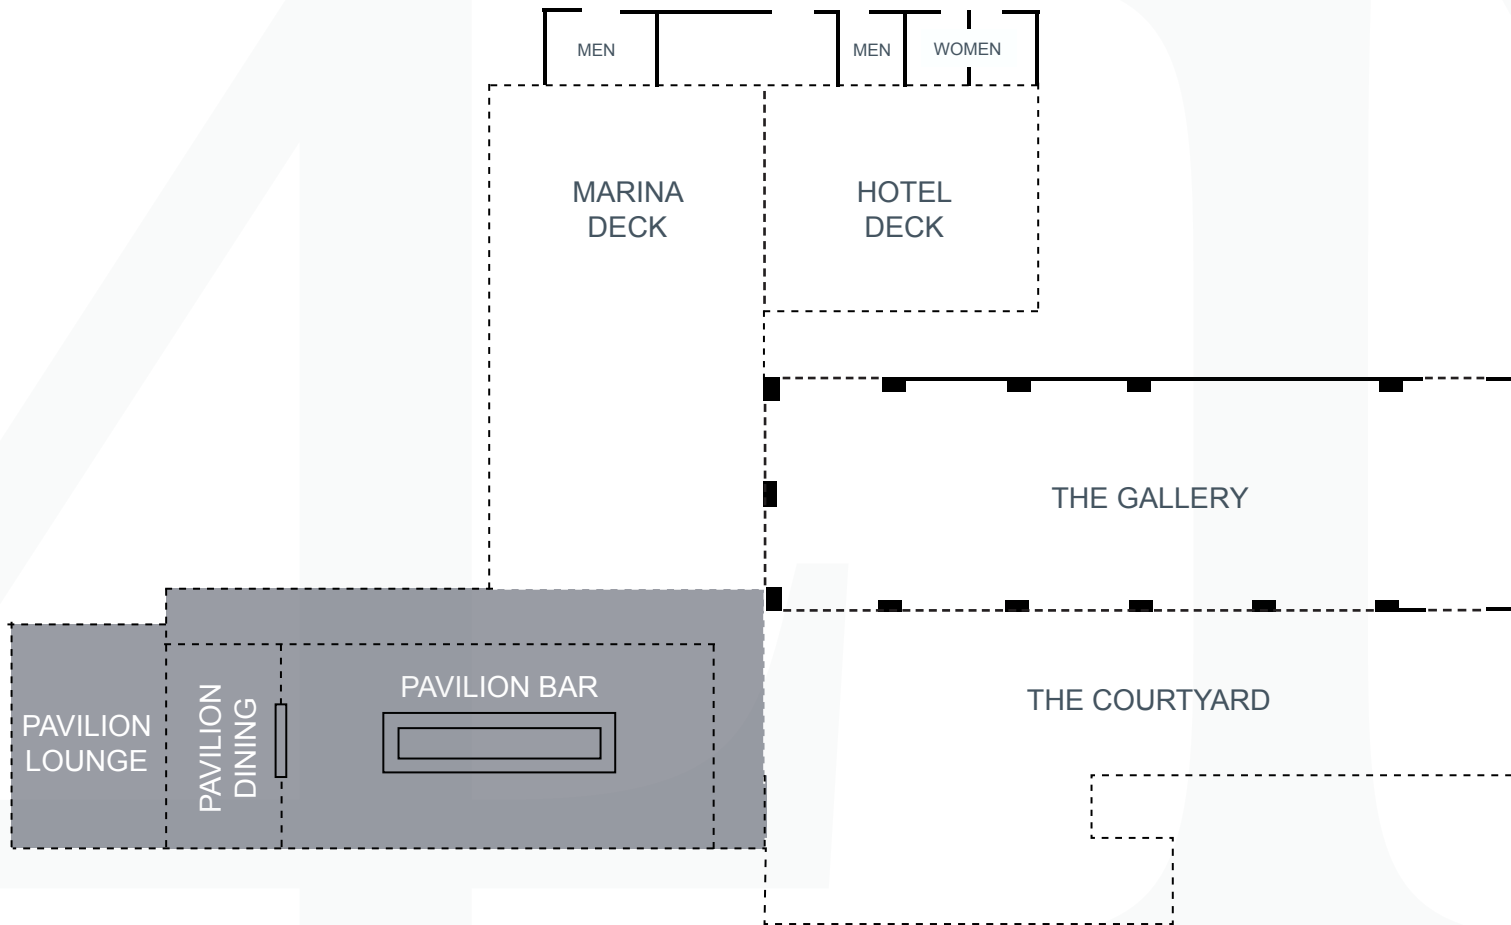 MEN
MEN
WOMEN
MARINA
DECK
HOTEL
DECK
THE GALLERY
PAVILION BAR
THE COURTYARD
PAVILION
LOUNGE
PAVILION
DINING